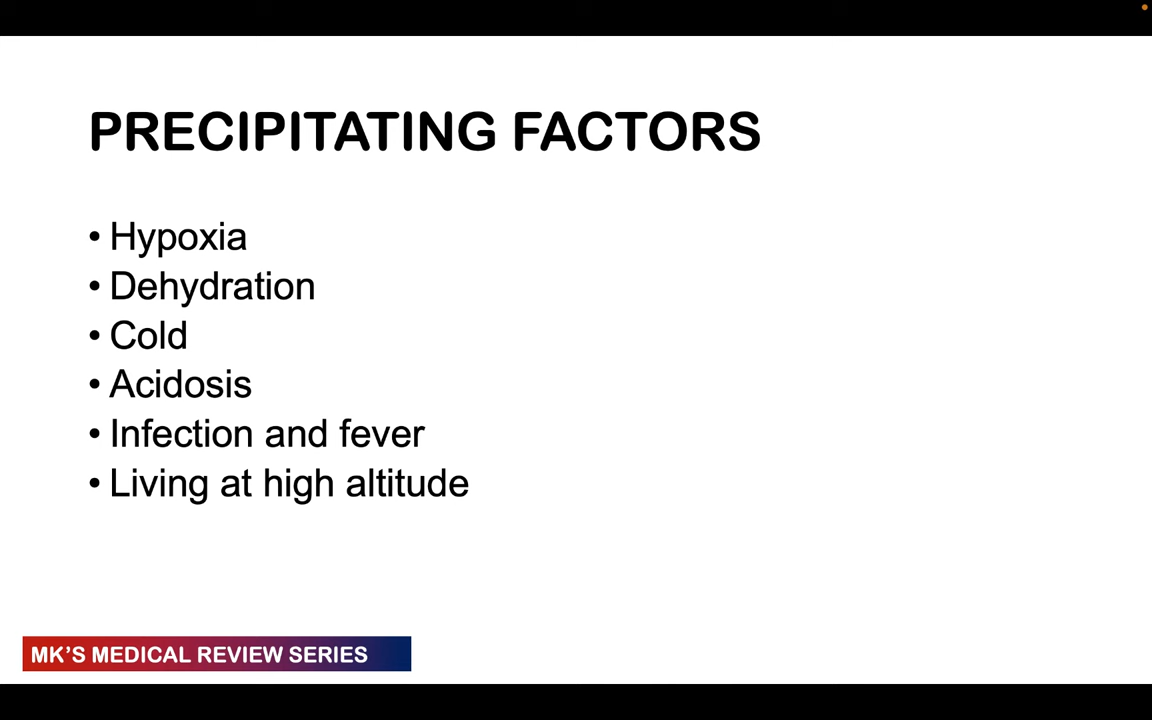 PRECIPITATING FACTORS
• Hypoxia
• Dehydration
• Cold
• Acidosis
• Infection and fever
• Living at high altitude
MK'S MEDICAL REVIEW SERIES